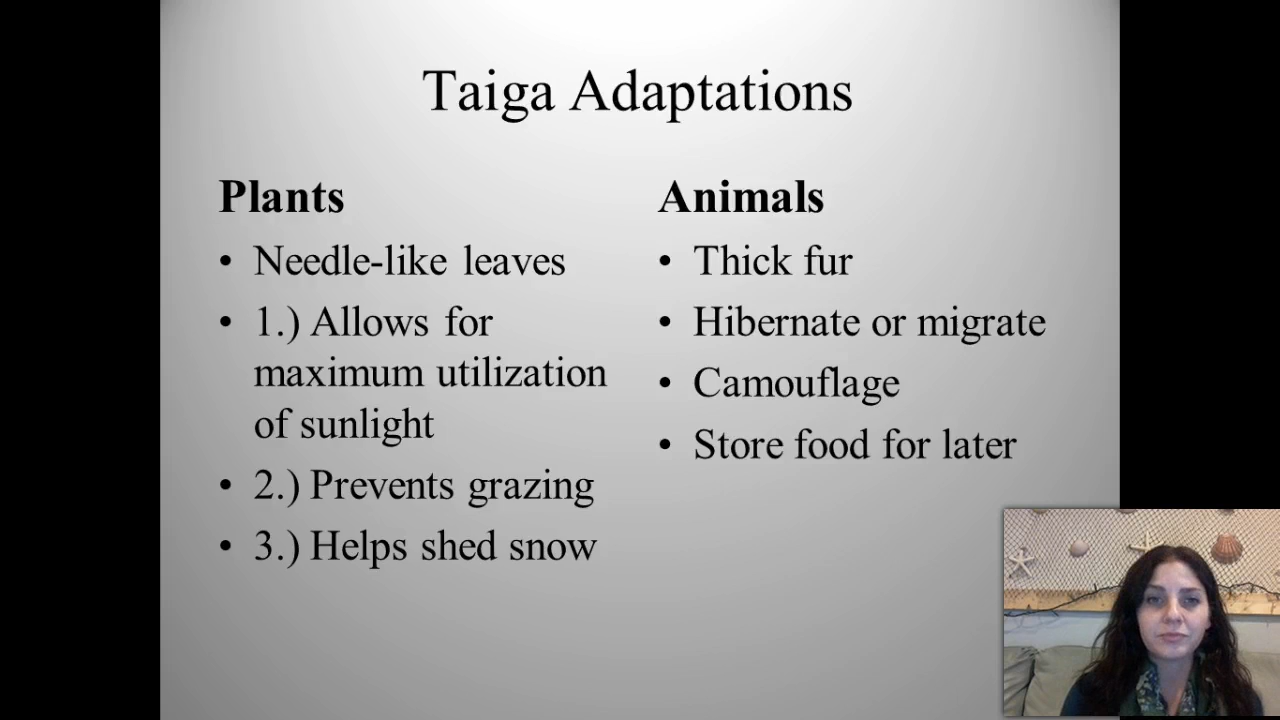 Taiga Adaptations
Plants
• Needle-like leaves
• 1.) Allows for
maximum utilization
of sunlight
• 2.) Prevents grazing
• 3.) Helps shed snow
Animals
• Thick fur
• Hibernate or migrate
• Camouflage
• Store food for later